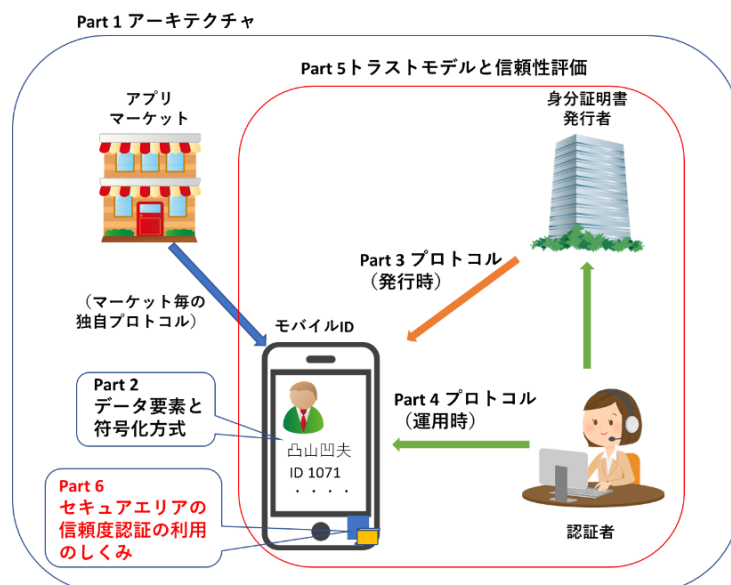 Part 1 アーキテクチャ
Part 5トラストモデルと信頼性評価
アプリ
マーケット
身分証明書
発行者
Part 3 プロトコル
（発行時）
（マーケット毎の
独自プロトコル）
モバイルID
Part 2
データ要素と
符号化方式
Part 4 プロトコル
（運用時）
凸山凹夫
ID 1071
・・・・
Part 6
セキュアエリアの
信頼度認証の利用
のしくみ
認証者